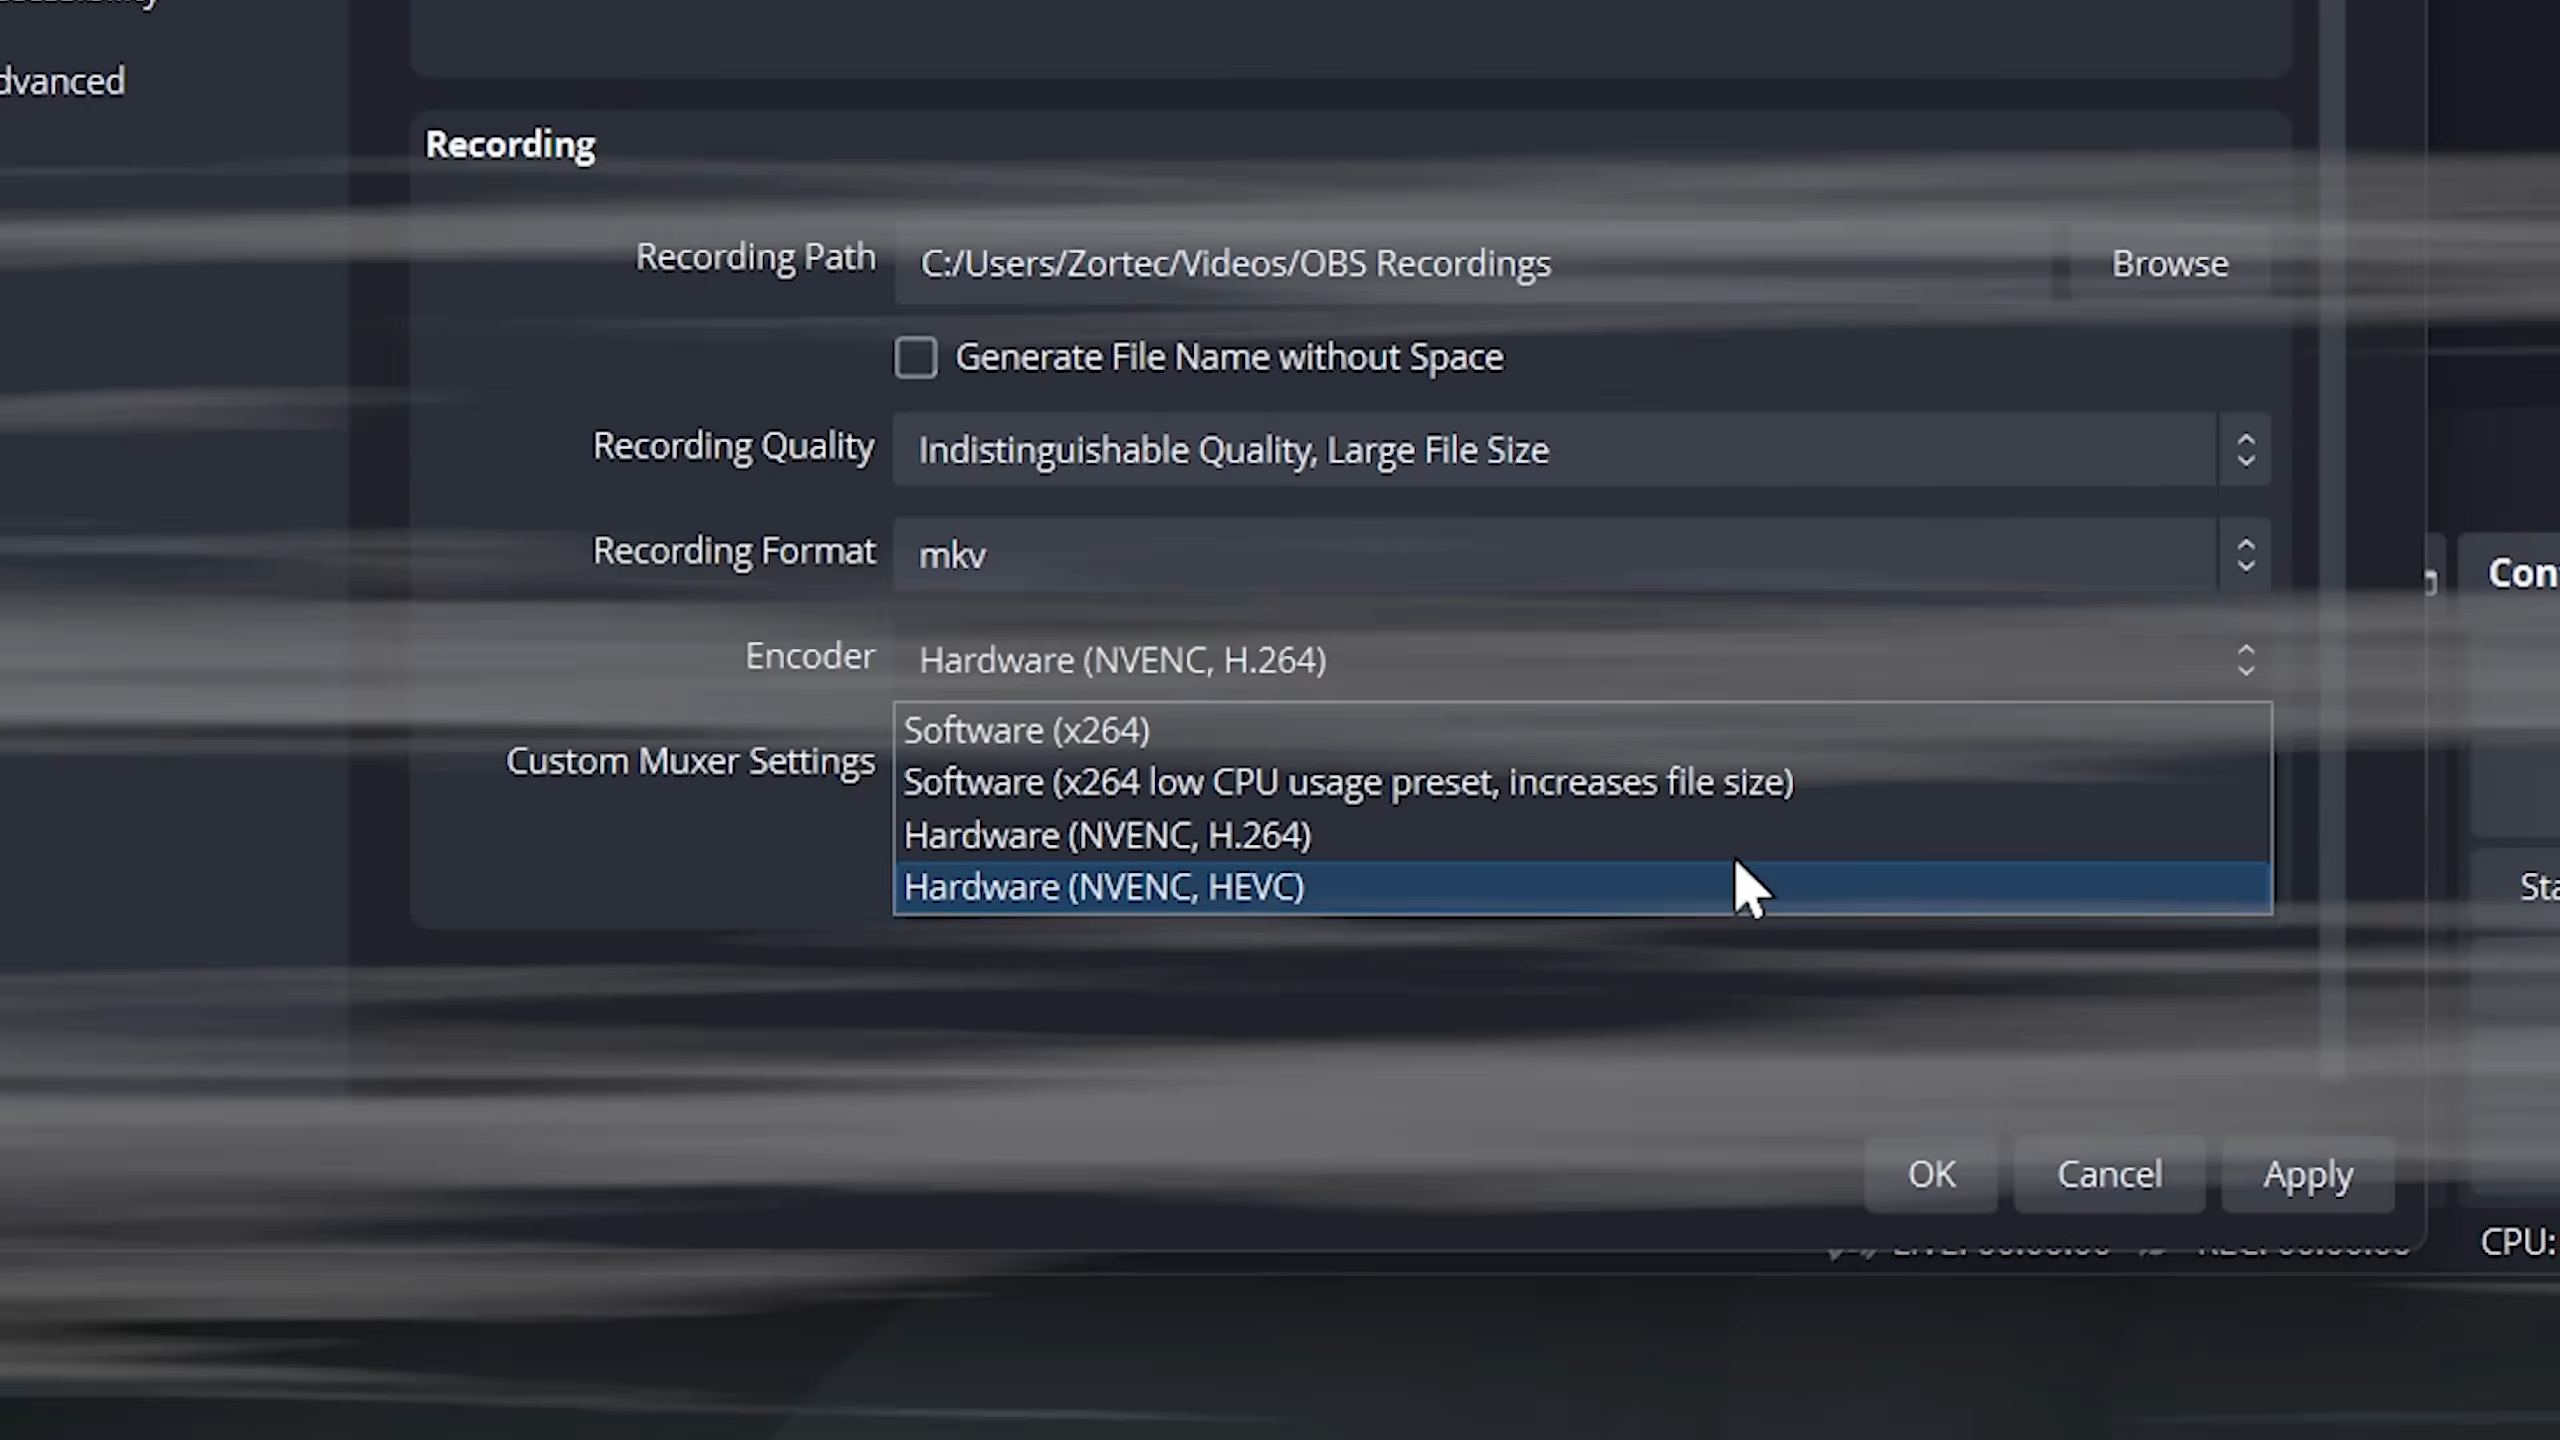 dvanced
Recording
Recording Path C:/Users/Zortec/Videos/OBS Recordings Browse
Generate File Name without Space
Recording Quality Indistinguishable Quality, Large File Size
Recording Format mkv
Con
Encoder Hardware (NVENC, H.264)
Software (x264)
Custom Muxer Settings
Software (x264 low CPU usage preset, increases file size)
Hardware (NVENC, H.264)
Hardware (NVENC, HEVC)
Sta
OK Cancel Apply
CPU: